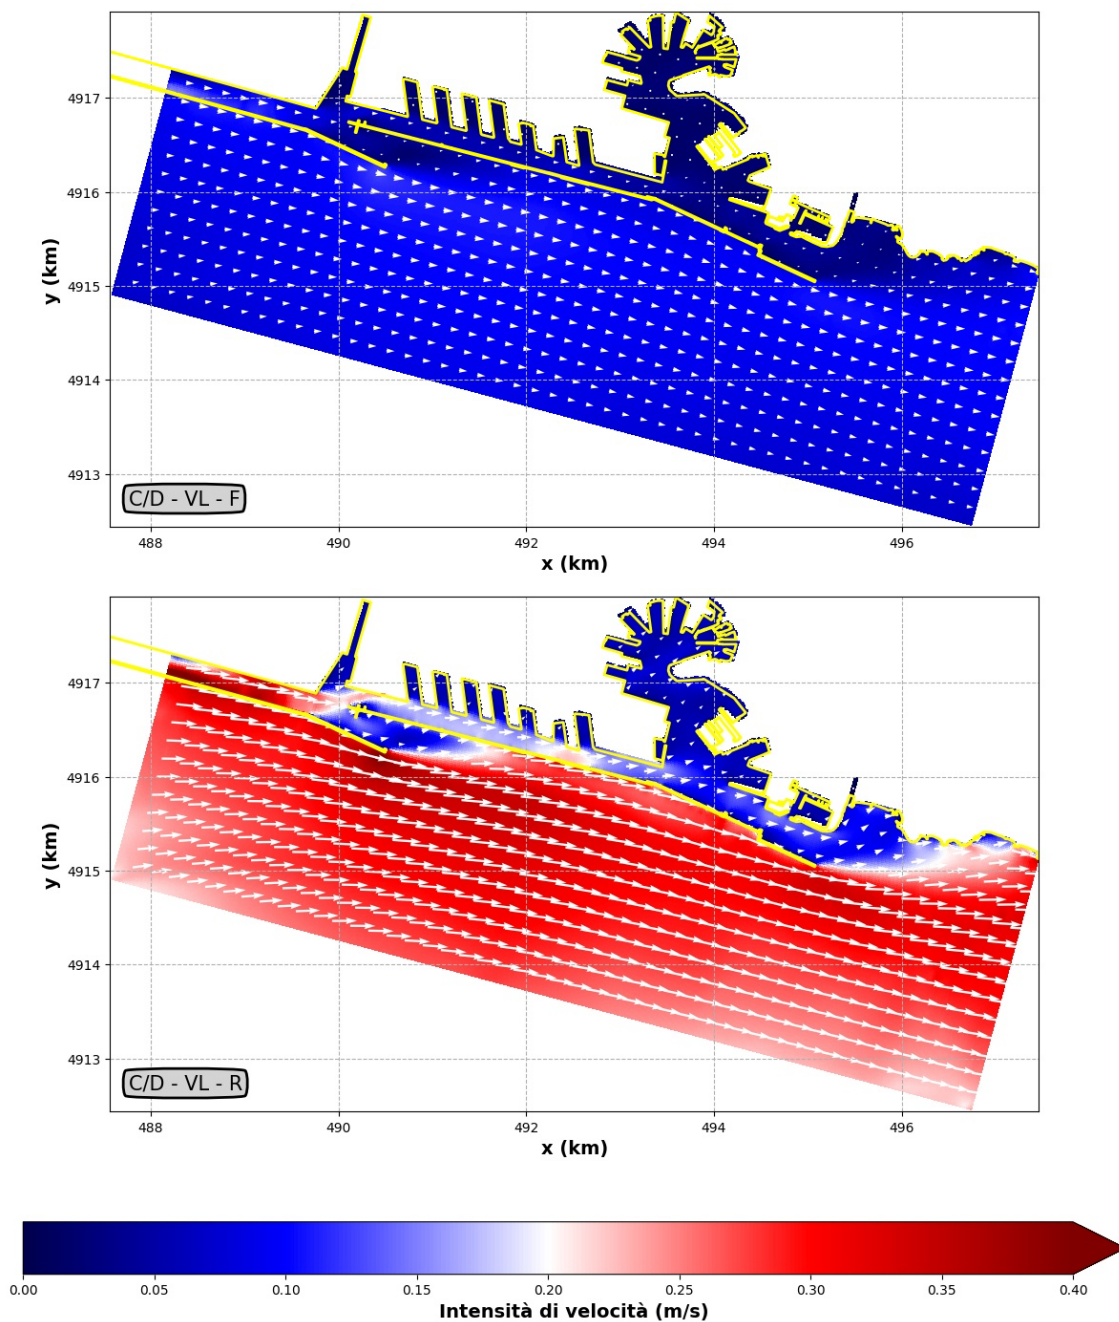 4917
4916
4915
4914
4913
y (km)
C/D - VL - F
488 490 492 494 496
x (km)
4917
4916
4915
4914
4913
y (km)
C/D - VL - R
488 490 492 494 496
x (km)
0.00 0.05 0.10 0.15 0.20 0.25 0.30 0.35 0.40
Intensità di velocità (m/s)